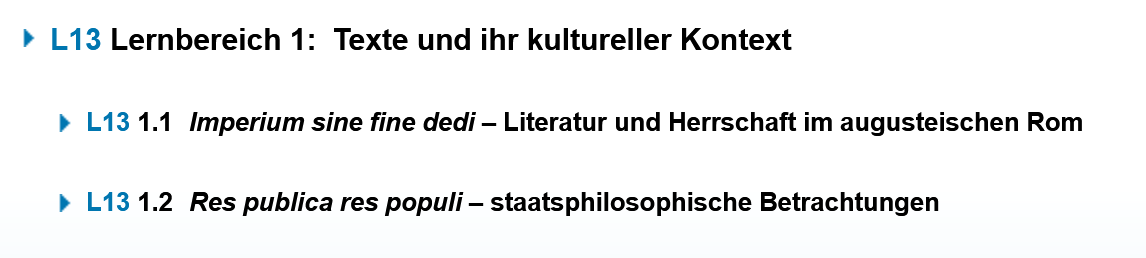 L13 Lernbereich 1: Texte und ihr kultureller Kontext
L13 1.1 Imperium sine fine dedi – Literatur und Herrschaft im augusteischen Rom
L13 1.2 Res publica res populi – staatsphilosophische Betrachtungen